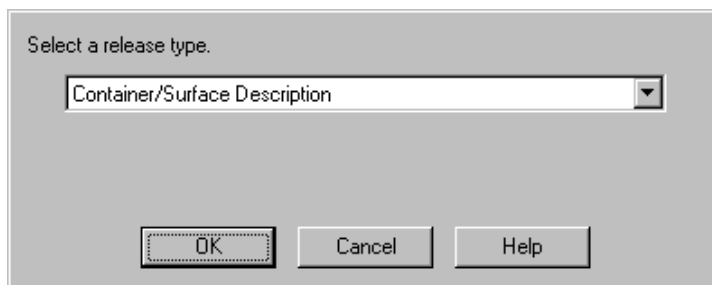 Select a release type.
Container/Surface Description
OK Cancel Help